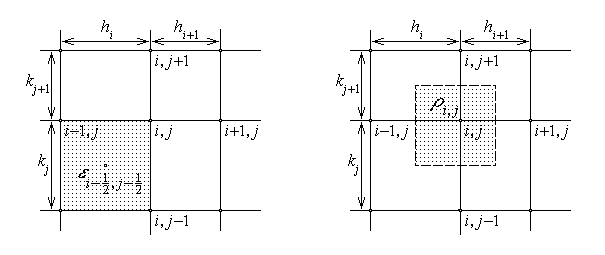 h_i h_{i+1}
k_{j+1}
i, j+1
i−1, j i, j i+1, j
k_j
ε_{i−1/2, j−1/2}
i, j−1
h_i h_{i+1}
k_{j+1}
i, j+1
ρ_{i, j}
i−1, j i, j i+1, j
k_j
i, j−1